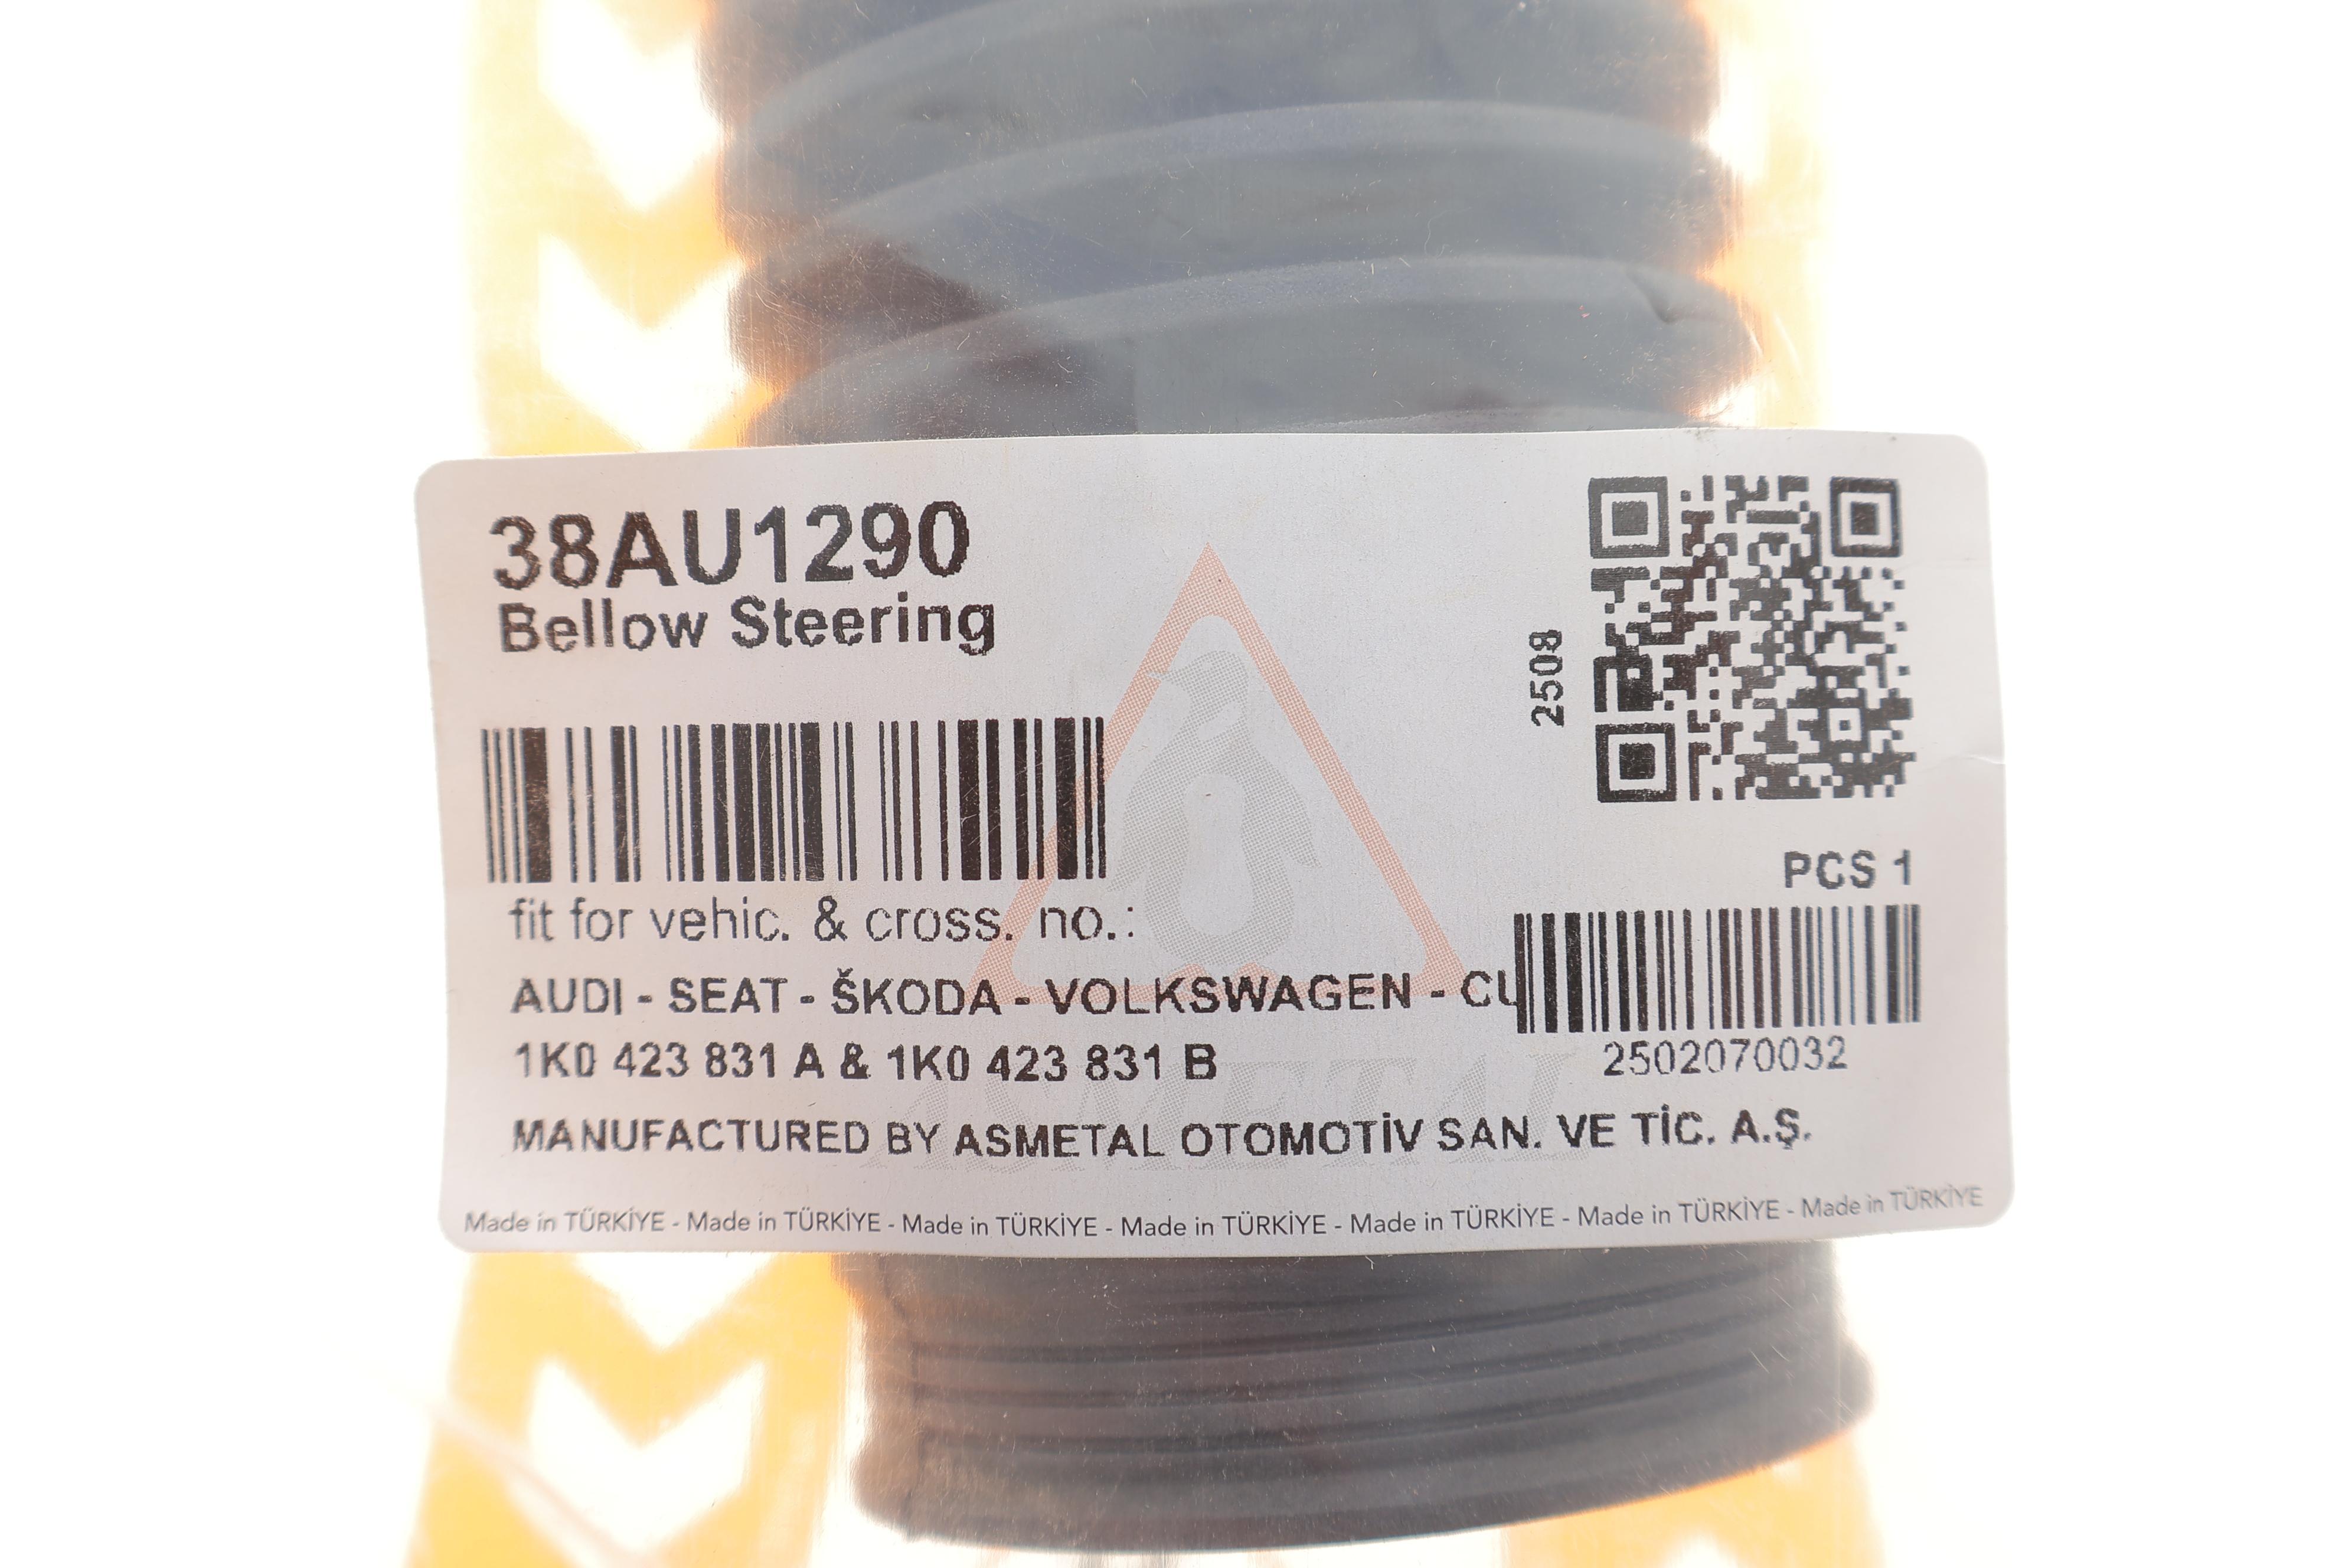 38AU1290
Bellow Steering
2508
fit for vehic. & cross. no.:
PCS 1
AUDI - SEAT - ŠKODA - VOLKSWAGEN -
1K0 423 831 A & 1K0 423 831 B
2502070032
ASMETAL
MANUFACTURED BY ASMETAL OTOMOTİV SAN. VE TİC. A.Ş.
Made in TÜRKİYE - Made in TÜRKİYE - Made in TÜRKİYE - Made in TÜRKİYE - Made in TÜRKİYE - Made in TÜRKİYE - Made in TÜRKİYE